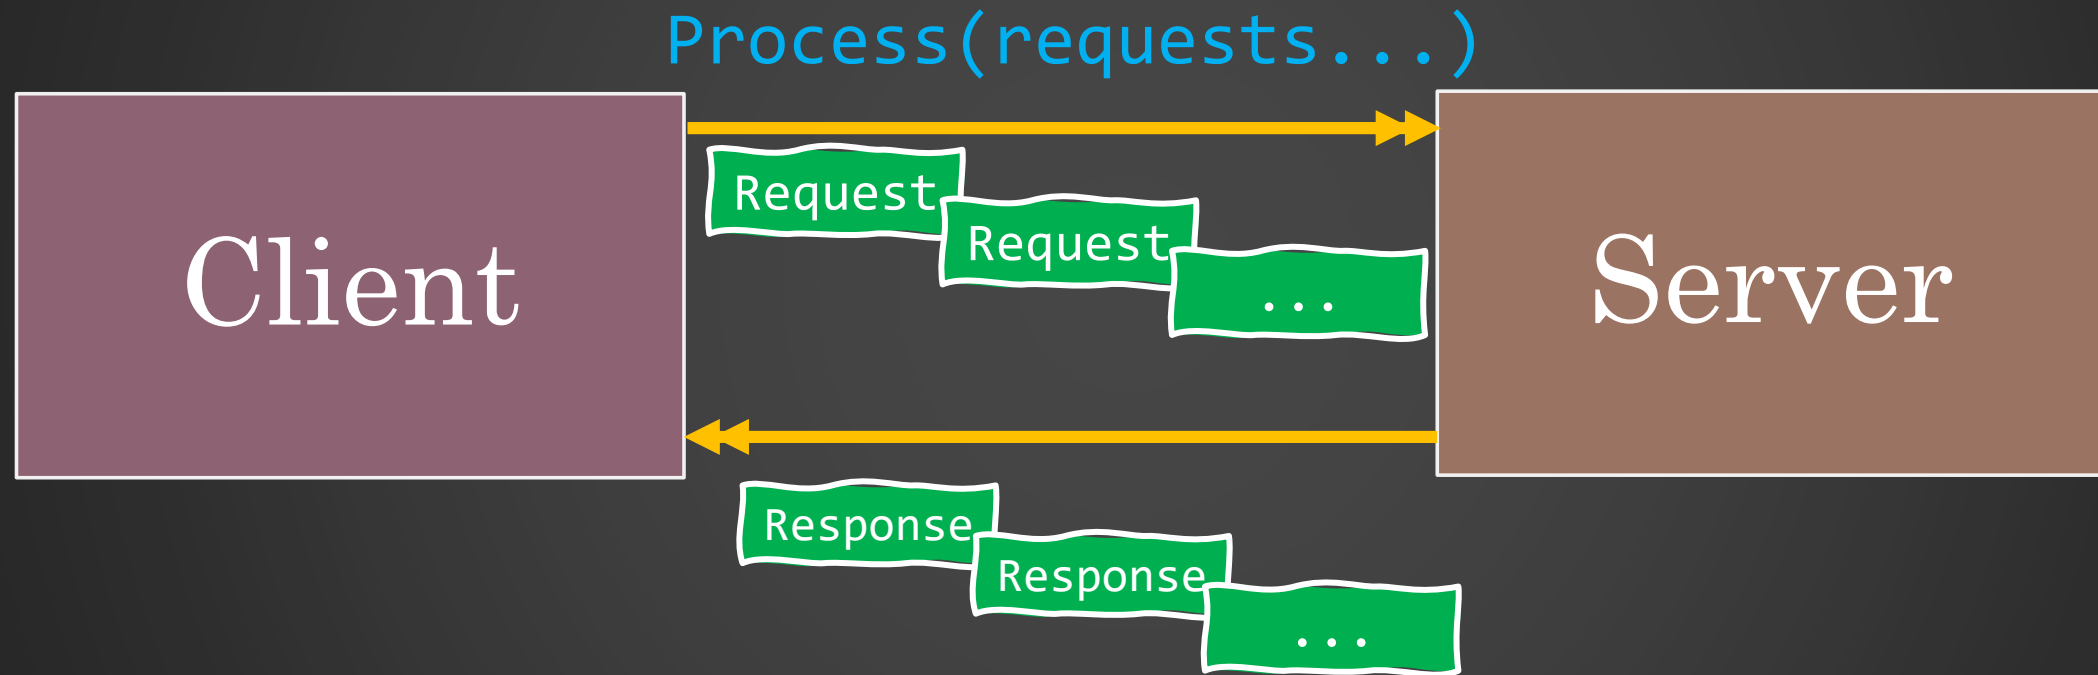 Process(requests...)
Client
Server
Request
Request
...
Response
Response
...